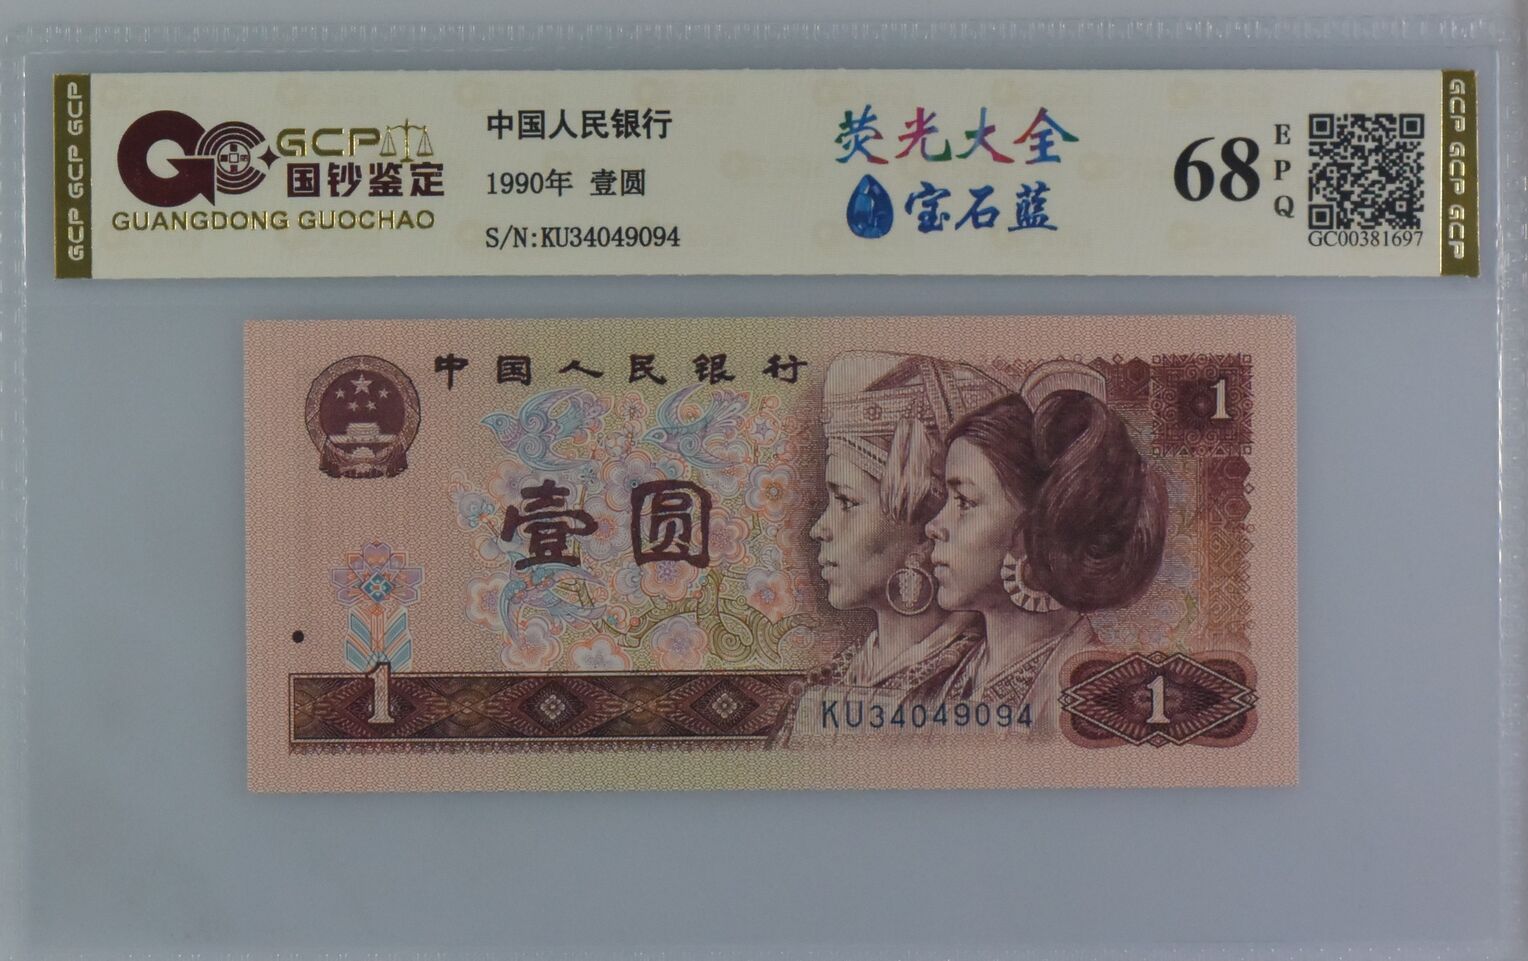 GCP GCP GCP
GCP
国钞鉴定
GUANGDONG GUOCHAO
中国人民银行
1990年 壹圆
S/N:KU34049094
荧光大全
宝石蓝
68
EPQ
GC00381697
GCP GCP GCP
中国人民银行
1
壹圆
1
KU34049094
1